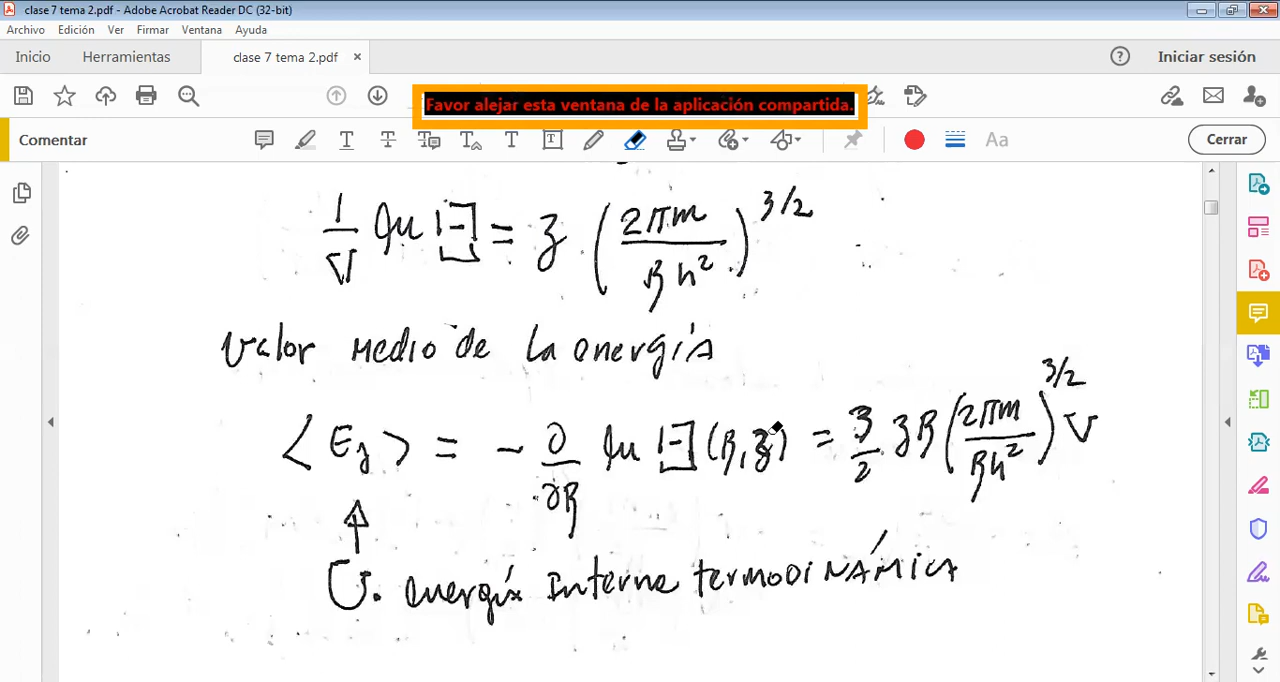 clase 7 tema 2.pdf - Adobe Acrobat Reader DC (32-bit)
Archivo Edición Ver Firmar Ventana Ayuda
Inicio Herramientas clase 7 tema 2.pdf × ? Iniciar sesión
Favor alejar esta ventana de la aplicación compartida.
Comentar Aa Cerrar
1/V ln Ξ = z (2πm/βh²)^3/2
Valor medio de la energía
⟨Ej⟩ = - ∂/∂β ln Ξ(β,z) = 3/2 zβ (2πm/βh²)^3/2 V
U. energía interna termodiNÁMicA